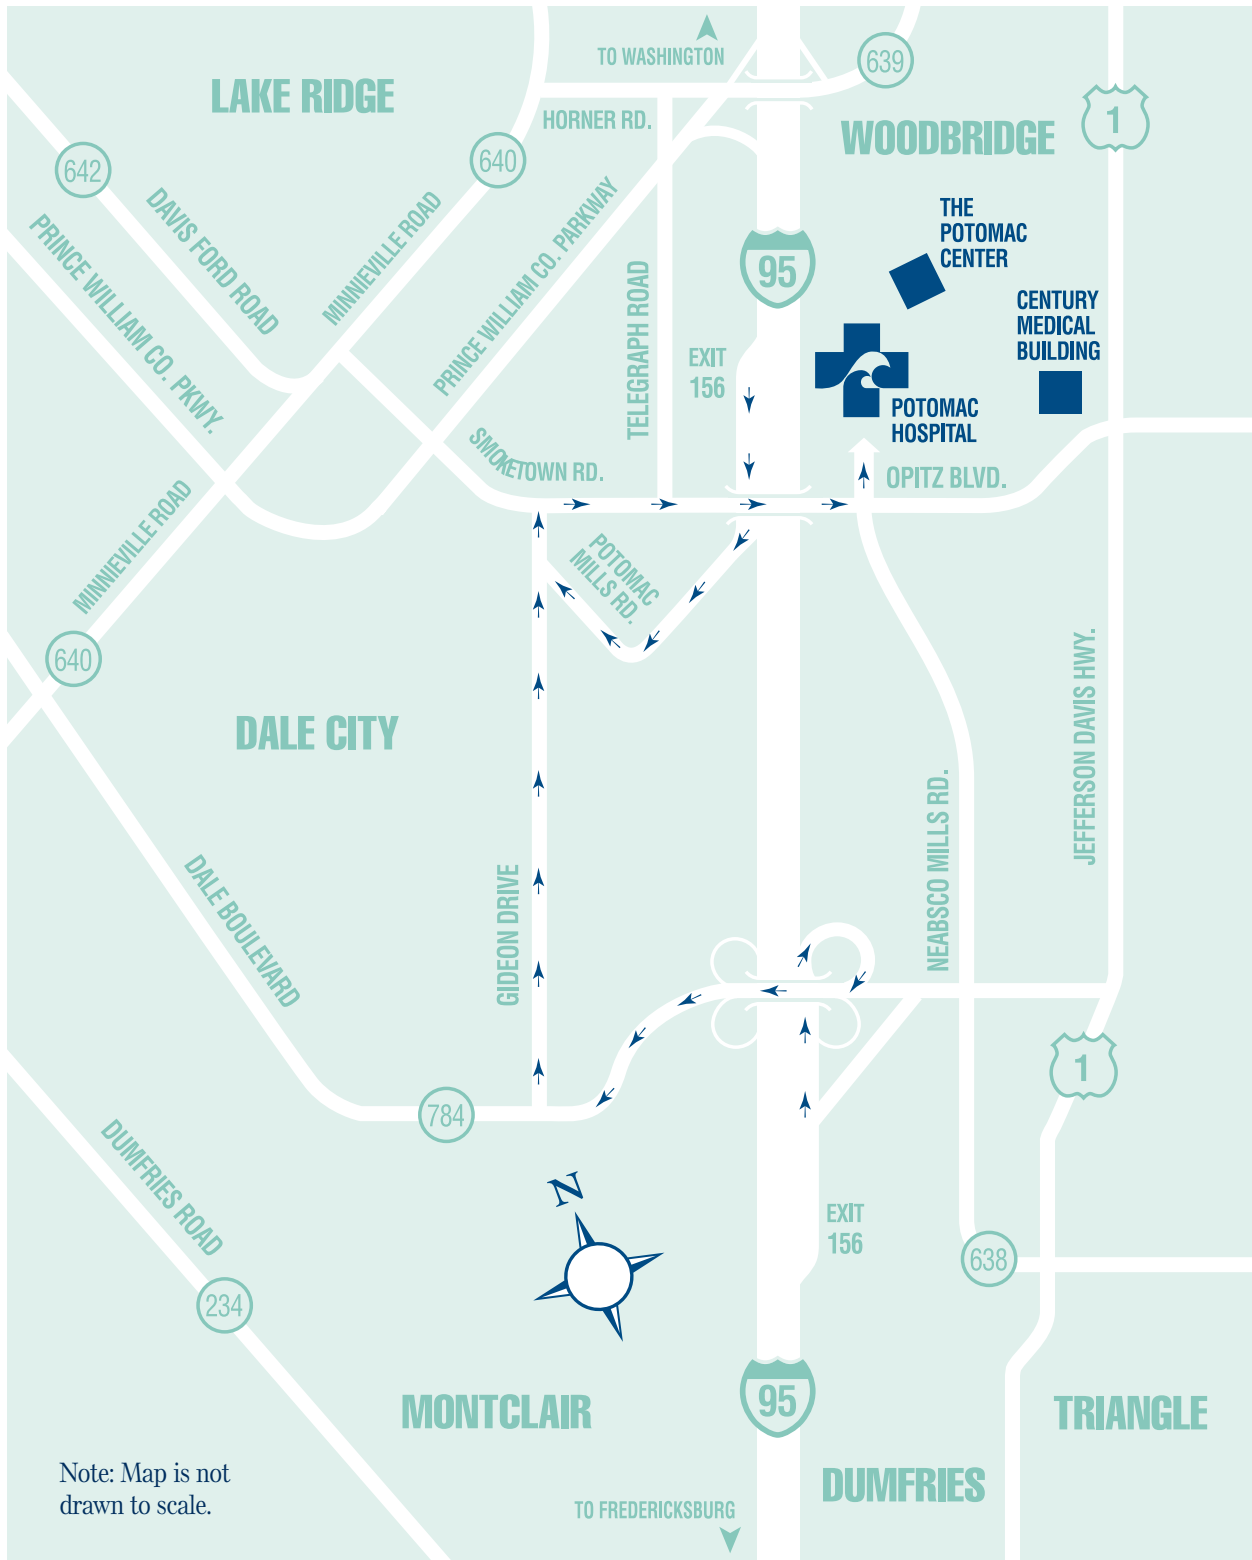 TO WASHINGTON
639
LAKE RIDGE
HORNER RD.
1
WOODBRIDGE
642
640
DAVIS FORD ROAD
MINNIEVILLE ROAD
PRINCE WILLIAM CO. PARKWAY
PRINCE WILLIAM CO. PKWY.
THE
POTOMAC
CENTER
95
TELEGRAPH ROAD
CENTURY
MEDICAL
BUILDING
EXIT
156
POTOMAC
HOSPITAL
SMOKETOWN RD.
OPITZ BLVD.
MINNIEVILLE ROAD
POTOMAC
MILLS RD.
640
JEFFERSON DAVIS HWY.
DALE CITY
NEABSCO MILLS RD.
DALE BOULEVARD
GIDEON DRIVE
1
784
DUMFRIES ROAD
N
EXIT
156
638
234
95
MONTCLAIR
TRIANGLE
Note: Map is not
drawn to scale.
DUMFRIES
TO FREDERICKSBURG